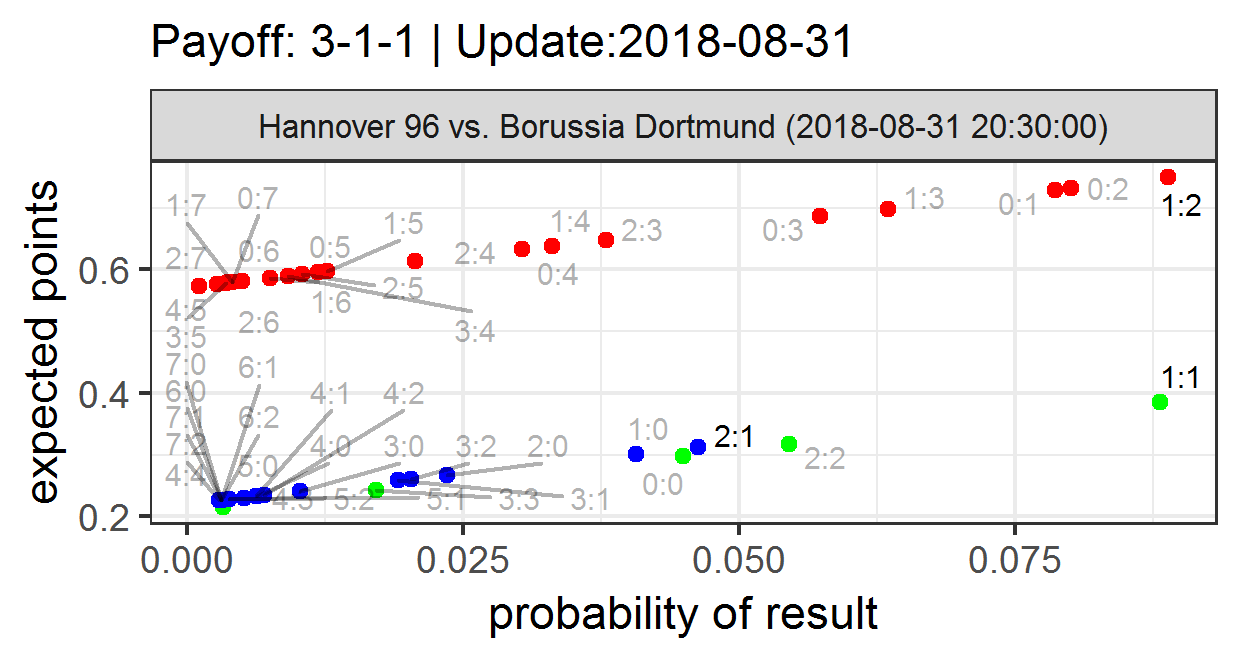 Payoff: 3-1-1 | Update:2018-08-31
Hannover 96 vs. Borussia Dortmund (2018-08-31 20:30:00)
expected points
0.6
0.4
0.2
1:7 0:7
2:7 0:6 0:5 1:5 2:4 1:4 2:3 0:3 1:3 0:1 0:2 1:2
4:5 2:6 1:6 2:5 0:4
3:5 3:4
7:0 6:1 1:1
6:0 4:1 4:2
7:1 6:2
7:2 4:0 3:0 3:2 2:0 1:0 2:1
4:4 5:0 0:0 2:2
4:3 5:2 5:1 3:3 3:1
0.000 0.025 0.050 0.075
probability of result